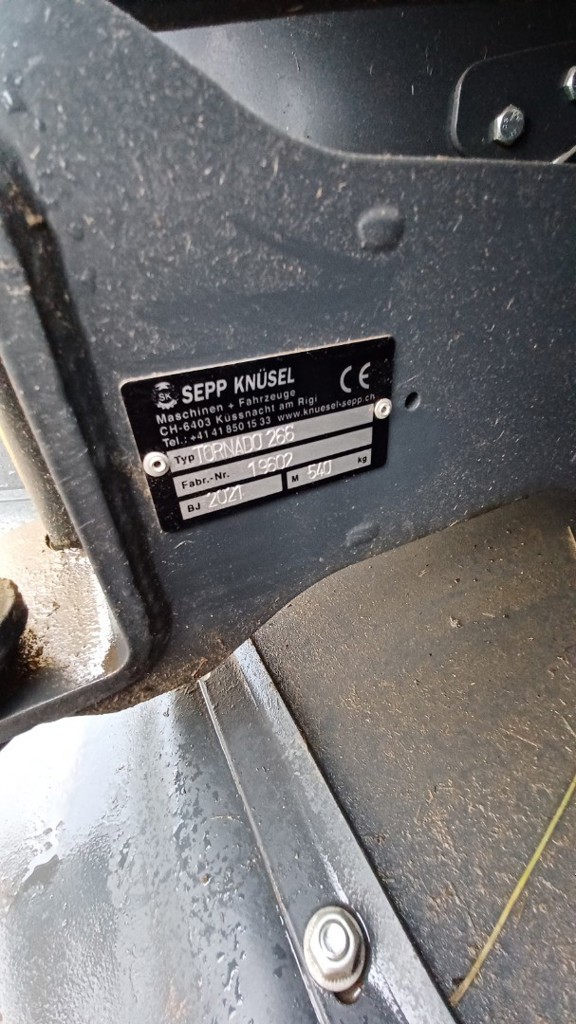 SK SEPP KNÜSEL CE
Maschinen + Fahrzeuge
CH-6403 Küssnacht am Rigi
Tel.: +41 41 850 15 33 www.knuesel-sepp.ch
Typ TORNADO 266
Fabr.-Nr. 19602
BJ 2021 M 540 kg